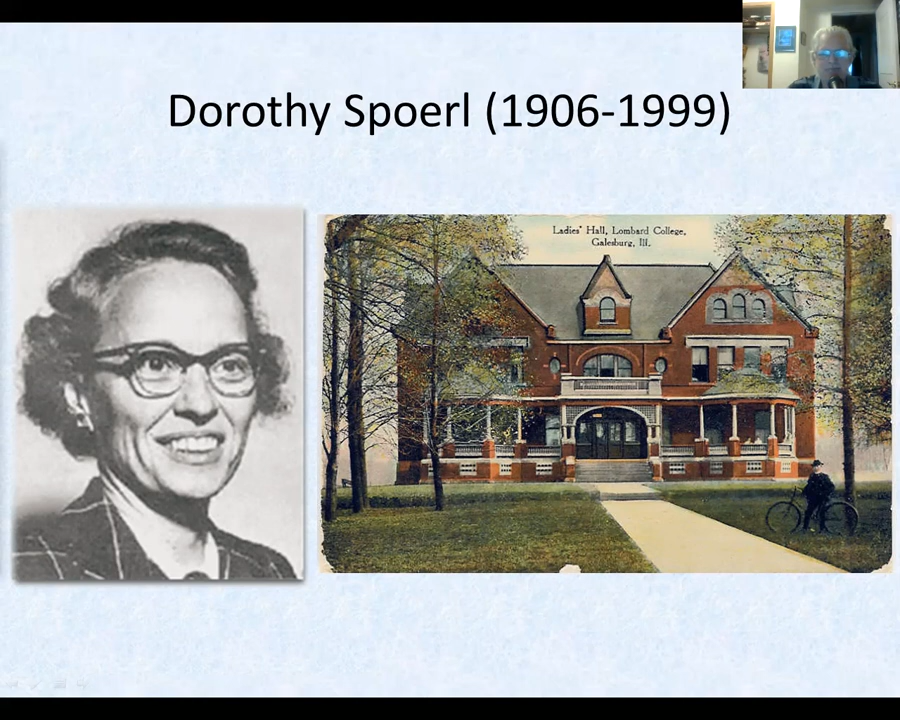 Dorothy Spoerl (1906-1999)
Ladies' Hall, Lombard College,
Galesburg, Ill.